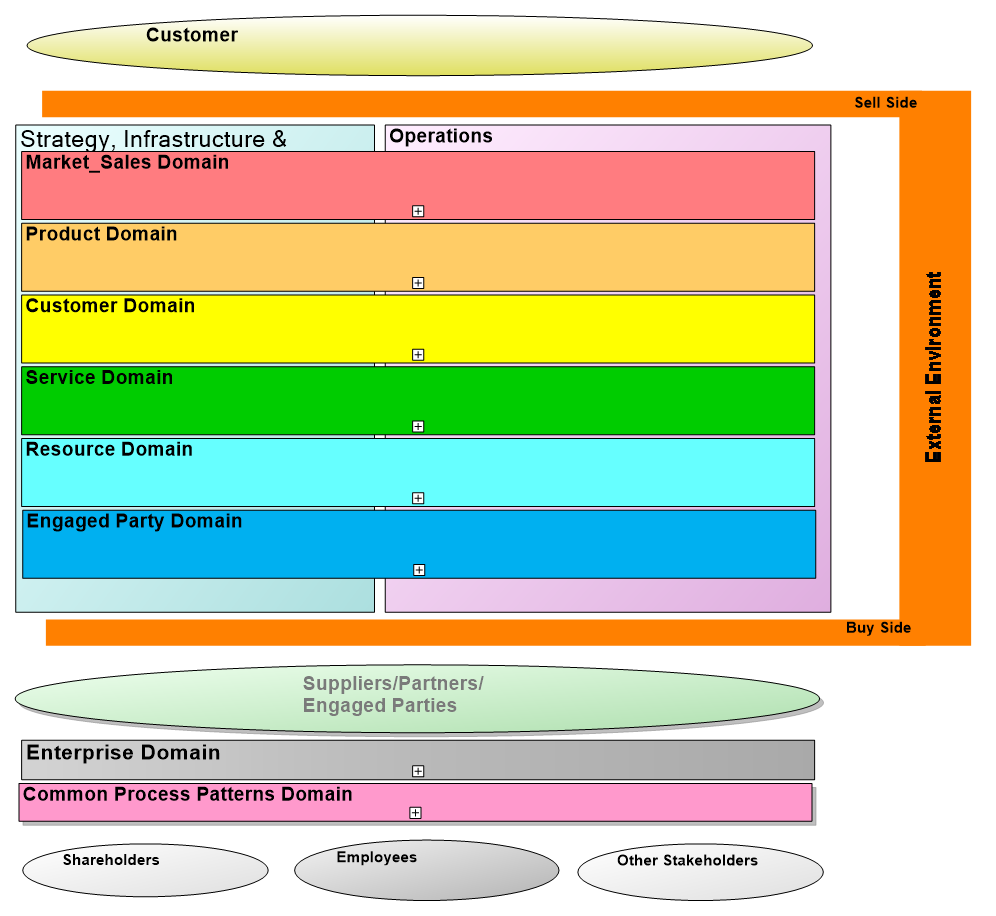 Customer
Sell Side
Strategy, Infrastructure &
Operations
Market_Sales Domain
Product Domain
Customer Domain
External Environment
Service Domain
Resource Domain
Engaged Party Domain
Buy Side
Suppliers/Partners/
Engaged Parties
Enterprise Domain
Common Process Patterns Domain
Shareholders
Employees
Other Stakeholders